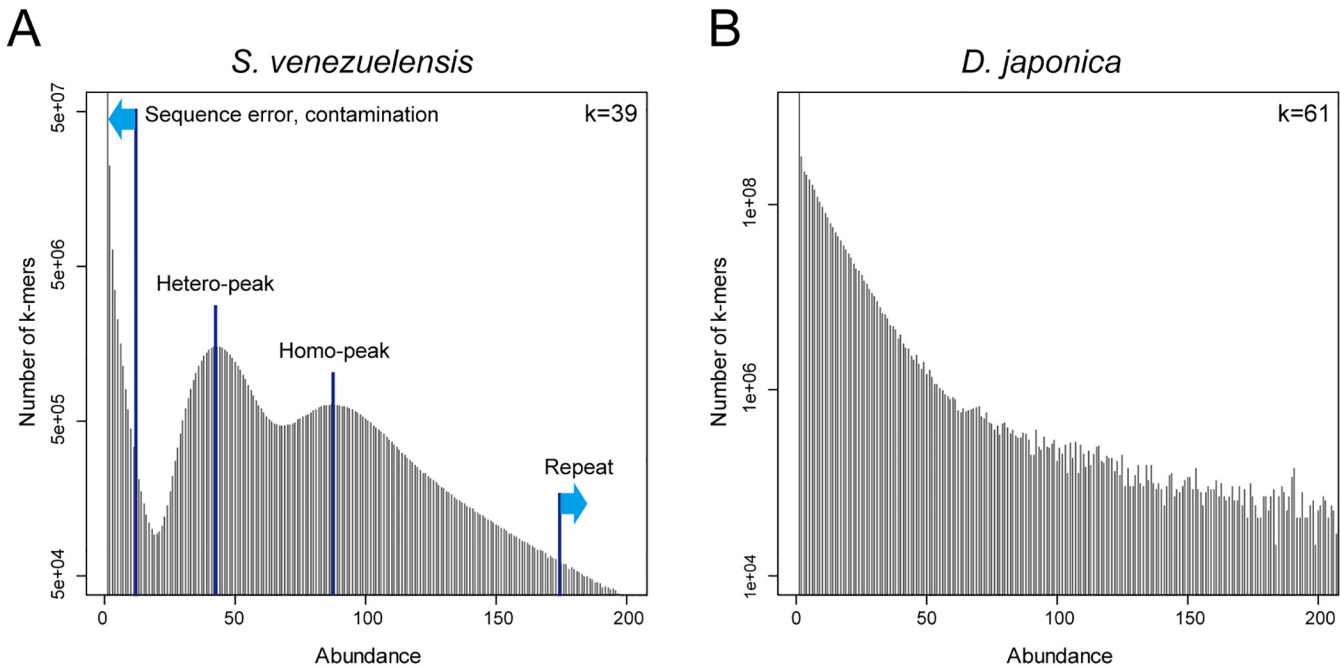 A
S. venezuelensis
k=39
Sequence error, contamination
Hetero-peak
Homo-peak
Repeat
Number of k-mers
5e+07
5e+06
5e+05
5e+04
0 50 100 150 200
Abundance
B
D. japonica
k=61
Number of k-mers
1e+08
1e+06
1e+04
0 50 100 150 200
Abundance